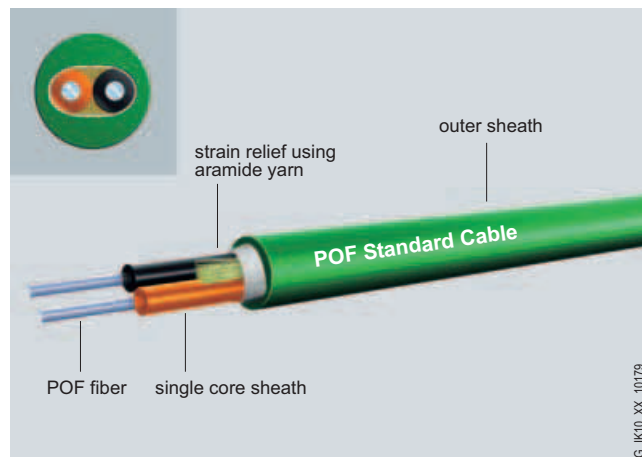 outer sheath
strain relief using
aramide yarn
POF Standard Cable
POF fiber
single core sheath
G_IK10_XX_10179